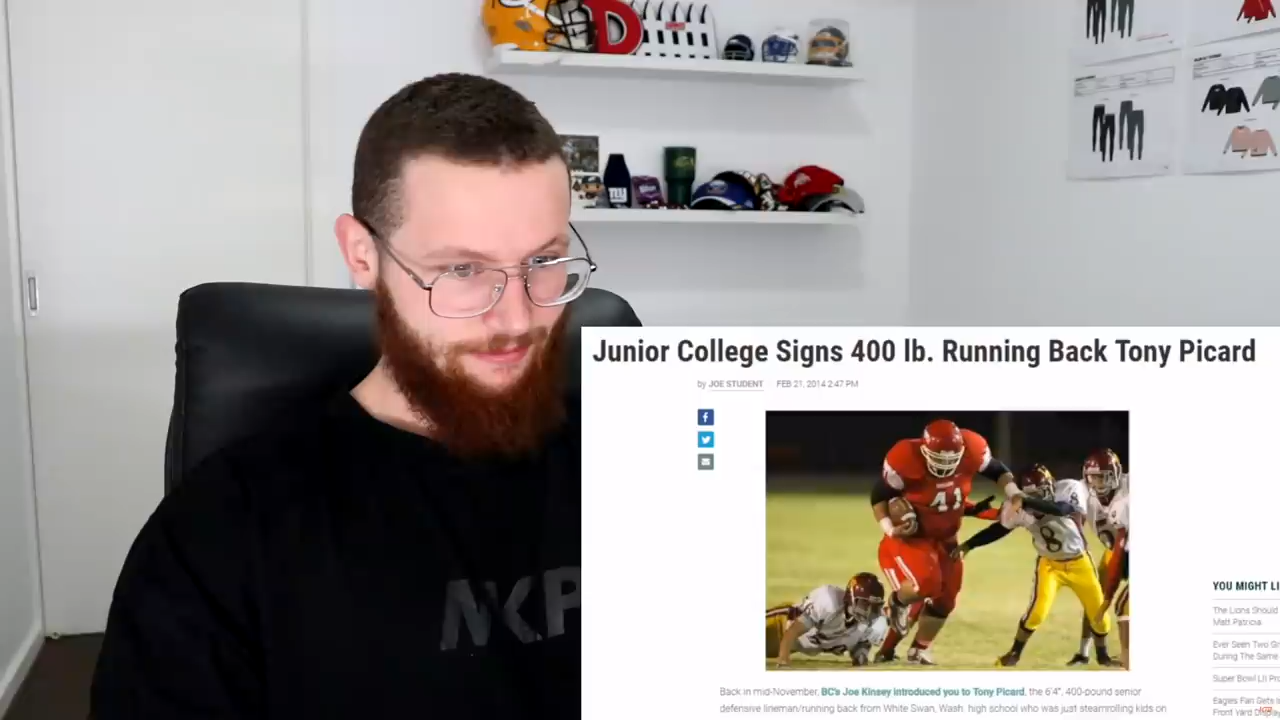 D
Junior College Signs 400 lb. Running Back Tony Picard
by JOE STUDENT FEB 21, 2014 2:47 PM
41
8
MKP
YOU MIGHT LI
The Lions Should
Matt Patricia
Ever Seen Two Gr
During The Same
Super Bowl LII Pro
Eagles Fan Gets
Front Yard Display
Back in mid-November, BC's Joe Kinsey introduced you to Tony Picard, the 6'4", 400-pound senior
defensive lineman/running back from White Swan, Wash. high school who was just steamrolling kids on